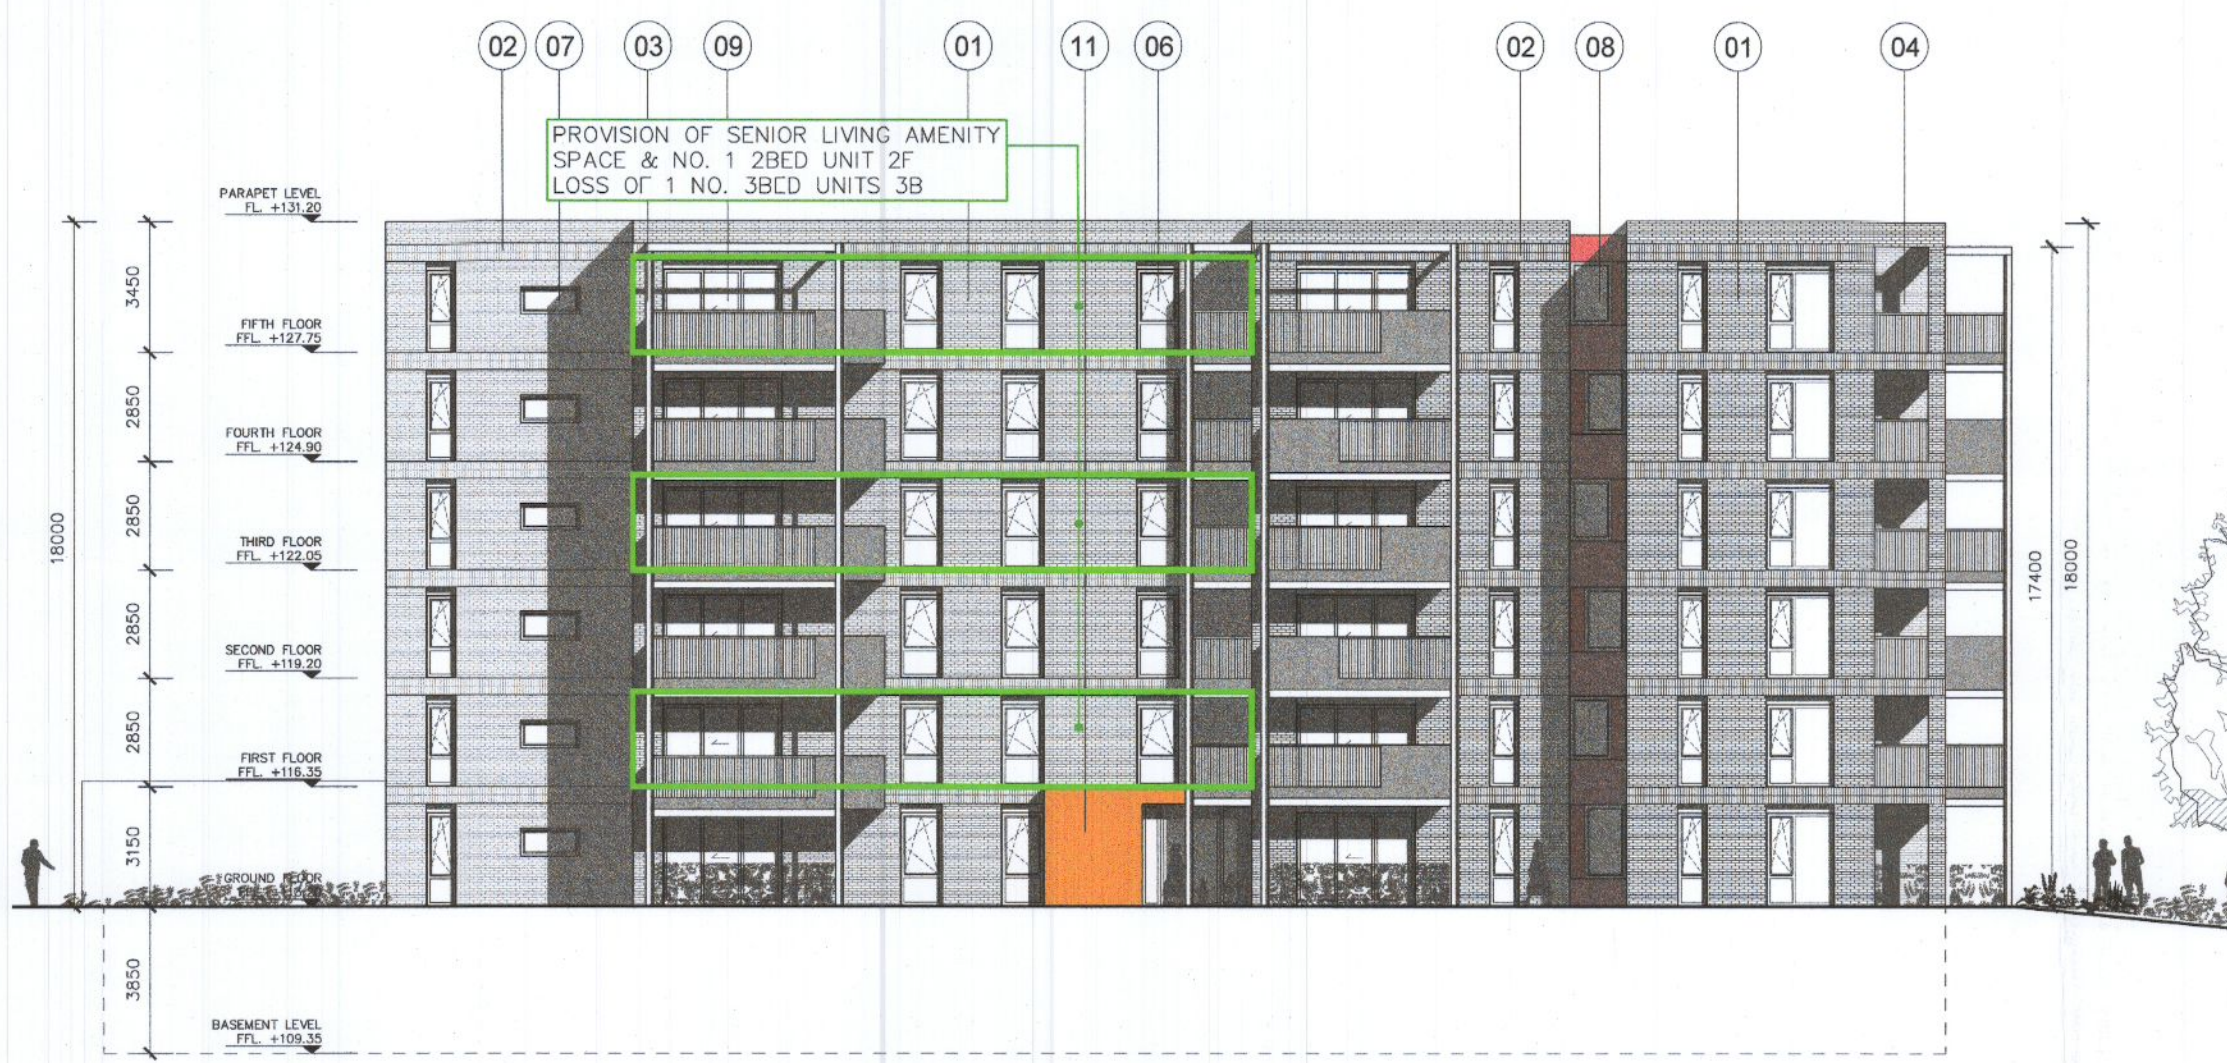 02 07 03 09 01 11 06 02 08 01 04
PROVISION OF SENIOR LIVING AMENITY
SPACE & NO. 1 2BED UNIT 2F
LOSS OF 1 NO. 3BED UNITS 3B
PARAPET LEVEL
FL. +131.20
3450
FIFTH FLOOR
FFL. +127.75
2850
FOURTH FLOOR
FFL. +124.90
2850
18000
THIRD FLOOR
FFL. +122.05
17400
18000
2850
SECOND FLOOR
FFL. +119.20
2850
FIRST FLOOR
FFL. +116.35
3150
GROUND FLOOR
3850
BASEMENT LEVEL
FFL. +109.35